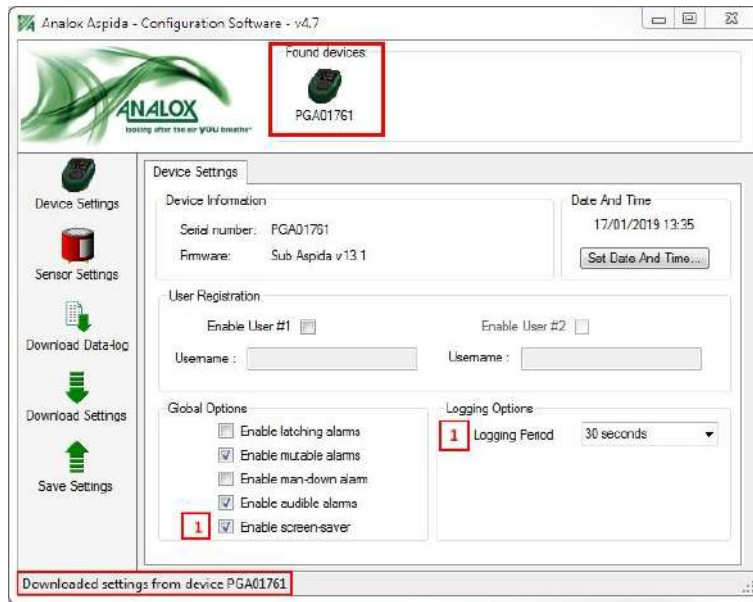 Analox Aspida - Configuration Software - v4.7
Found devices:
PGA01761
ANALOX
looking after the air YOU breathe®
Device Settings
Sensor Settings
Download Data-log
Download Settings
Save Settings
Device Settings
Device Information
Serial number: PGA01761
Firmware: Sub Aspida v13.1
Date And Time
17/01/2019 13:35
Set Date And Time...
User Registration
Enable User #1
Enable User #2
Username :
Username :
Global Options
Enable latching alarms
Enable mutable alarms
Enable man-down alarm
Enable audible alarms
1 Enable screen-saver
Logging Options
1 Logging Period 30 seconds
Downloaded settings from device PGA01761